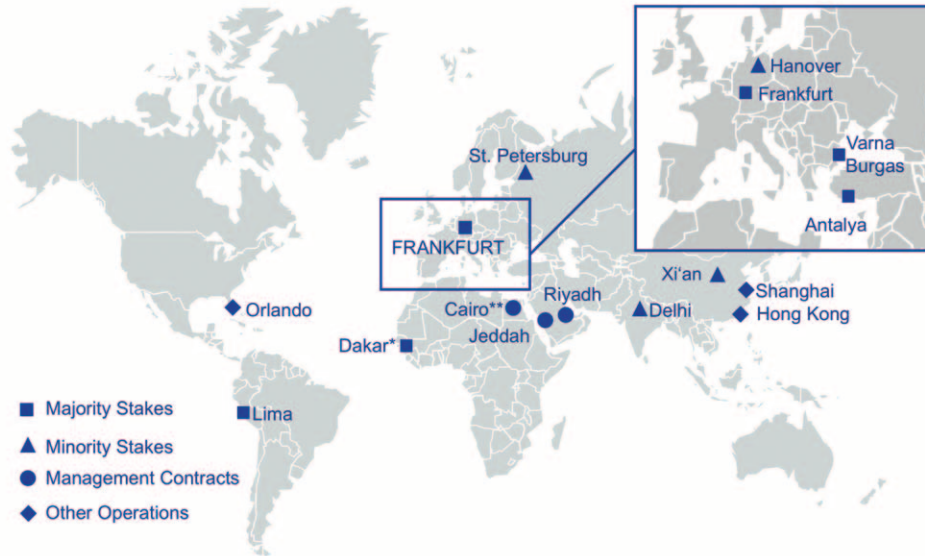 Hanover
Frankfurt
Varna
Burgas
Antalya
St. Petersburg
FRANKFURT
Xi'an
Shanghai
Orlando
Cairo**
Riyadh
Delhi
Hong Kong
Jeddah
Dakar*
Lima
Majority Stakes
Minority Stakes
Management Contracts
Other Operations